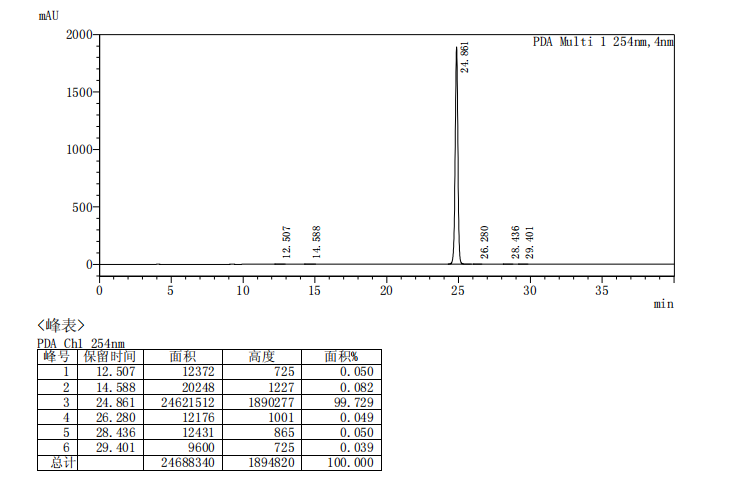 mAU
2000
PDA Multi 1 254nm,4nm
24.861
1500
1000
500
12.507
14.588
26.280
28.436
29.401
0
0 5 10 15 20 25 30 35
min
<峰表>
PDA Ch1 254nm
峰号 保留时间 面积 高度 面积%
1 12.507 12372 725 0.050
2 14.588 20248 1227 0.082
3 24.861 24621512 1890277 99.729
4 26.280 12176 1001 0.049
5 28.436 12431 865 0.050
6 29.401 9600 725 0.039
总计 24688340 1894820 100.000